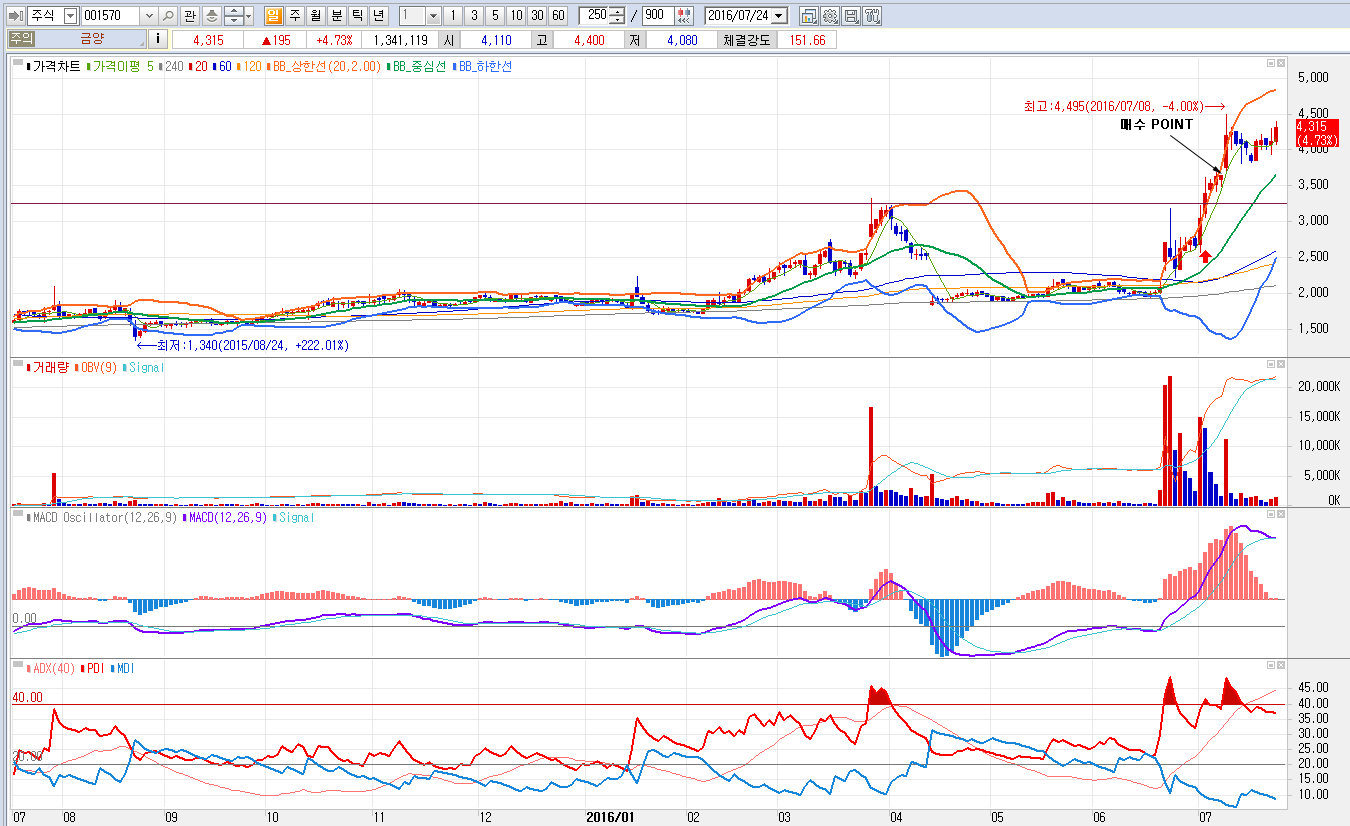 주식 001570 관 일 주 월 분 틱 년 1 1 3 5 10 30 60 250 / 900 2016/07/24
주의 금양 i 4,315 ▲195 +4.73% 1,341,119 시 4,110 고 4,400 저 4,080 체결강도 151.66
가격차트 가격이평 5 240 20 60 120 BB_상한선(20,2.00) BB_중심선 BB_하한선
5,000
최고:4,495(2016/07/08, -4.00%)→
4,500
매수 POINT
4,315
(4.73%)
4,000
3,500
3,000
2,500
2,000
1,500
←최저:1,340(2015/08/24, +222.01%)
거래량 OBV(9) Signal
20,000K
15,000K
10,000K
5,000K
0K
MACD Oscillator(12,26,9) MACD(12,26,9) Signal
0.00
ADX(40) PDI MDI
40.00
20.00
45.00
40.00
35.00
30.00
25.00
20.00
15.00
10.00
07 08 09 10 11 12 2016/01 02 03 04 05 06 07